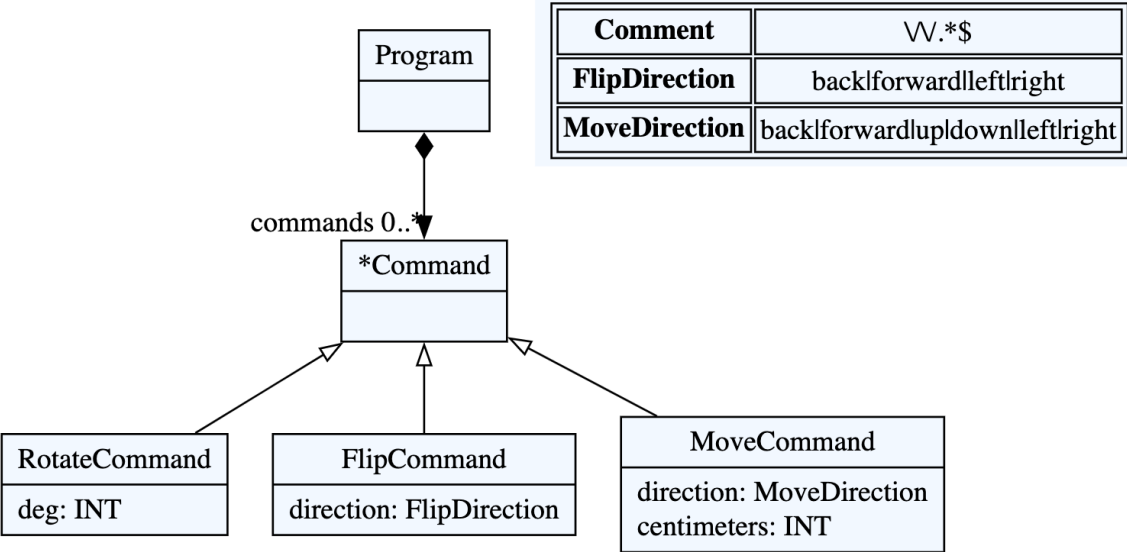 Program
commands 0..*
*Command
RotateCommand
deg: INT
FlipCommand
direction: FlipDirection
MoveCommand
direction: MoveDirection
centimeters: INT
Comment \/\/.*$
FlipDirection back|forward|left|right
MoveDirection back|forward|up|down|left|right